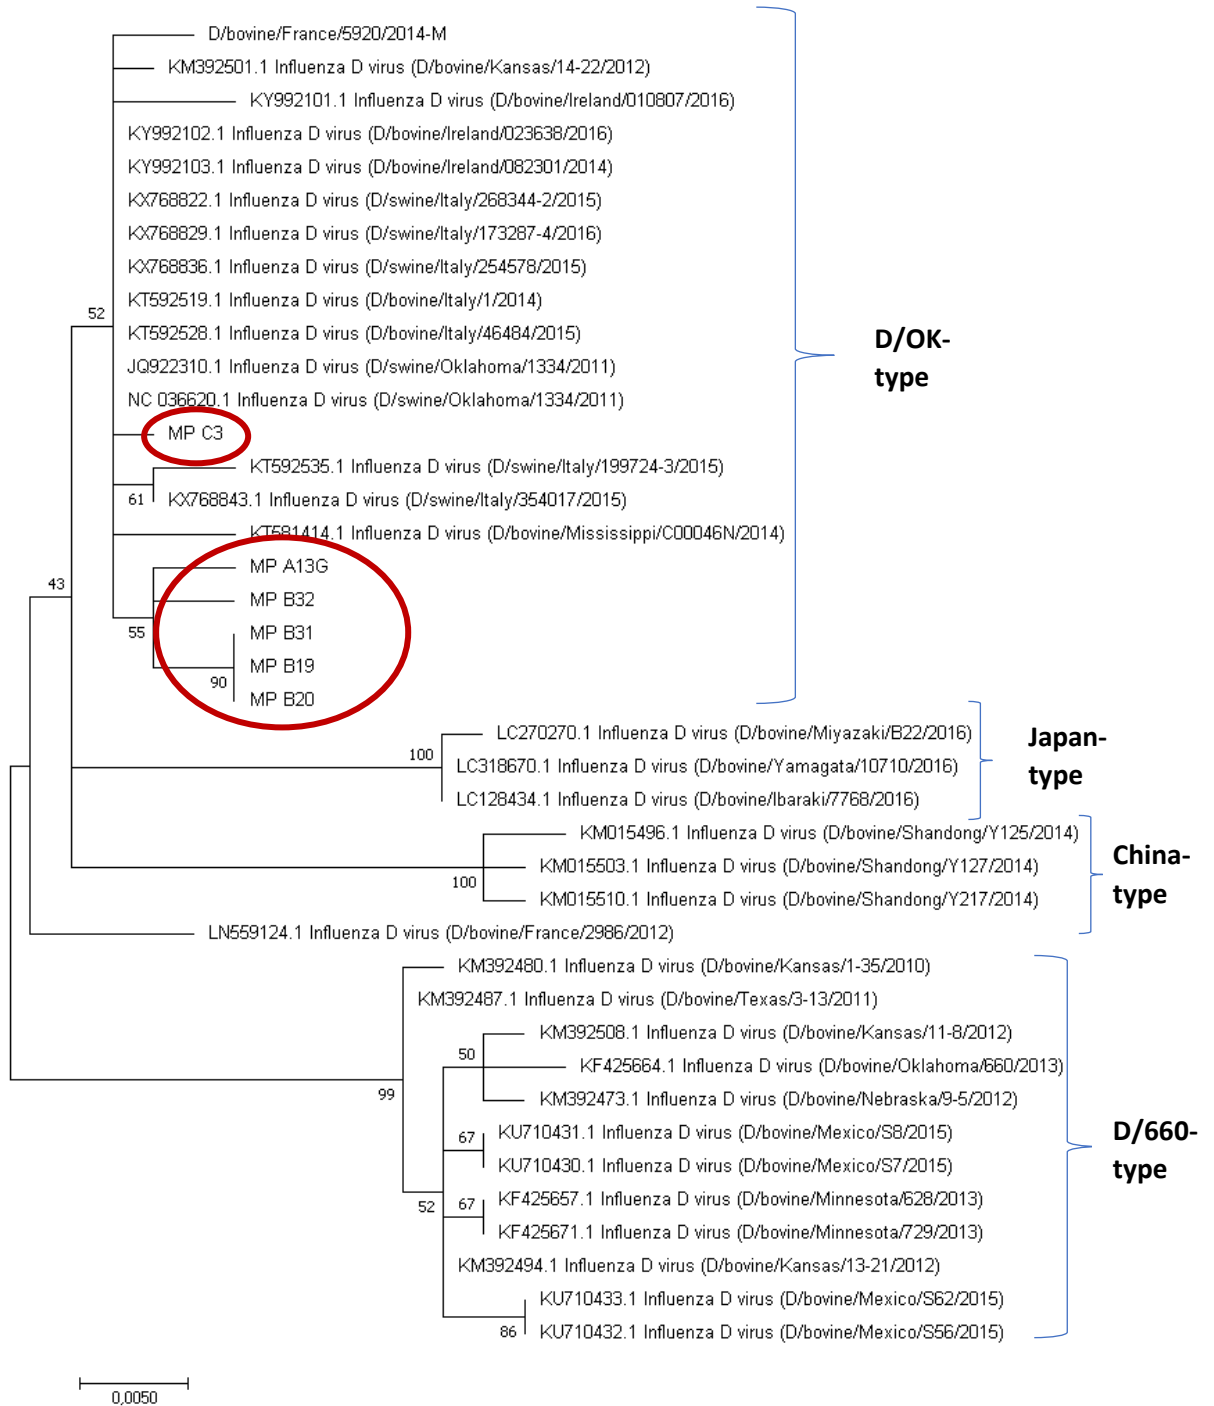 D/bovine/France/5920/2014-M
KM392501.1 Influenza D virus (D/bovine/Kansas/14-22/2012)
KY992101.1 Influenza D virus (D/bovine/Ireland/010807/2016)
KY992102.1 Influenza D virus (D/bovine/Ireland/023638/2016)
KY992103.1 Influenza D virus (D/bovine/Ireland/082301/2014)
KX768822.1 Influenza D virus (D/swine/Italy/268344-2/2015)
KX768829.1 Influenza D virus (D/swine/Italy/173287-4/2016)
KX768836.1 Influenza D virus (D/swine/Italy/254578/2015)
KT592519.1 Influenza D virus (D/bovine/Italy/1/2014)
52
KT592528.1 Influenza D virus (D/bovine/Italy/46484/2015)
D/OK-
type
JQ922310.1 Influenza D virus (D/swine/Oklahoma/1334/2011)
NC 036620.1 Influenza D virus (D/swine/Oklahoma/1334/2011)
MP C3
KT592535.1 Influenza D virus (D/swine/Italy/199724-3/2015)
61
KX768843.1 Influenza D virus (D/swine/Italy/354017/2015)
KT581414.1 Influenza D virus (D/bovine/Mississippi/C00046N/2014)
MP A13G
43
MP B32
55
MP B31
MP B19
90
MP B20
LC270270.1 Influenza D virus (D/bovine/Miyazaki/B22/2016)
Japan-
type
100
LC318670.1 Influenza D virus (D/bovine/Yamagata/10710/2016)
LC128434.1 Influenza D virus (D/bovine/Ibaraki/7768/2016)
KM015496.1 Influenza D virus (D/bovine/Shandong/Y125/2014)
China-
type
KM015503.1 Influenza D virus (D/bovine/Shandong/Y127/2014)
100
KM015510.1 Influenza D virus (D/bovine/Shandong/Y217/2014)
LN559124.1 Influenza D virus (D/bovine/France/2986/2012)
KM392480.1 Influenza D virus (D/bovine/Kansas/1-35/2010)
KM392487.1 Influenza D virus (D/bovine/Texas/3-13/2011)
KM392508.1 Influenza D virus (D/bovine/Kansas/11-8/2012)
50
KF425664.1 Influenza D virus (D/bovine/Oklahoma/660/2013)
99
KM392473.1 Influenza D virus (D/bovine/Nebraska/9-5/2012)
67
KU710431.1 Influenza D virus (D/bovine/Mexico/S8/2015)
D/660-
type
KU710430.1 Influenza D virus (D/bovine/Mexico/S7/2015)
52
67
KF425657.1 Influenza D virus (D/bovine/Minnesota/628/2013)
KF425671.1 Influenza D virus (D/bovine/Minnesota/729/2013)
KM392494.1 Influenza D virus (D/bovine/Kansas/13-21/2012)
KU710433.1 Influenza D virus (D/bovine/Mexico/S62/2015)
86
KU710432.1 Influenza D virus (D/bovine/Mexico/S56/2015)
0,0050